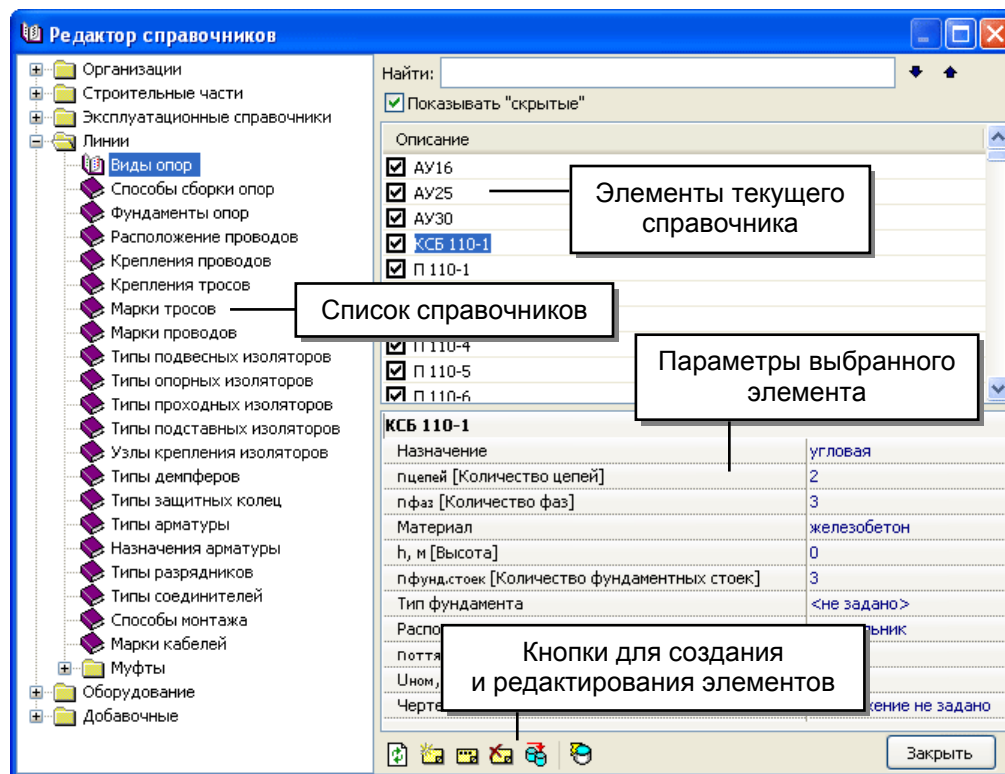 Редактор справочников
Организации
Строительные части
Эксплуатационные справочники
Линии
Виды опор
Способы сборки опор
Фундаменты опор
Расположение проводов
Крепления проводов
Крепления тросов
Марки тросов
Марки проводов
Типы подвесных изоляторов
Типы опорных изоляторов
Типы проходных изоляторов
Типы подставных изоляторов
Узлы крепления изоляторов
Типы демпферов
Типы защитных колец
Типы арматуры
Назначения арматуры
Типы разрядников
Типы соединителей
Способы монтажа
Марки кабелей
Муфты
Оборудование
Добавочные
Найти:
Показывать "скрытые"
Описание
АУ16
АУ25
АУ30
КСБ 110-1
П 110-1
П 110-4
П 110-5
П 110-6
Элементы текущего
справочника
Список справочников
Параметры выбранного
элемента
КСБ 110-1
Назначение угловая
nцепей [Количество цепей] 2
nфаз [Количество фаз] 3
Материал железобетон
h, м [Высота] 0
nфунд.стоек [Количество фундаментных стоек] 3
Тип фундамента <не задано>
Кнопки для создания
и редактирования элементов
не задано
Закрыть